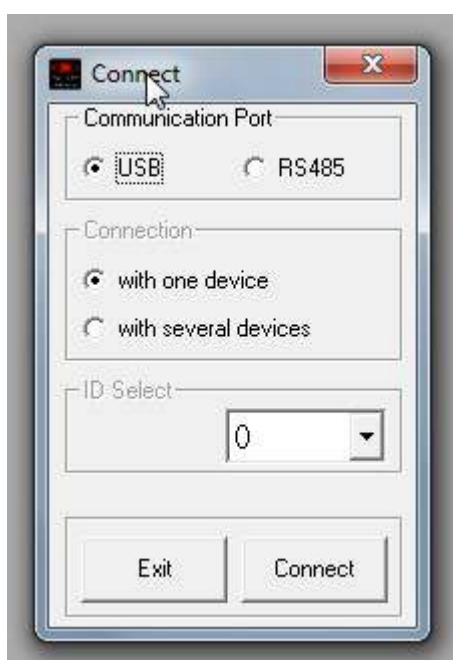 Connect
Communication Port
USB RS485
Connection
with one device
with several devices
ID Select
0
Exit Connect